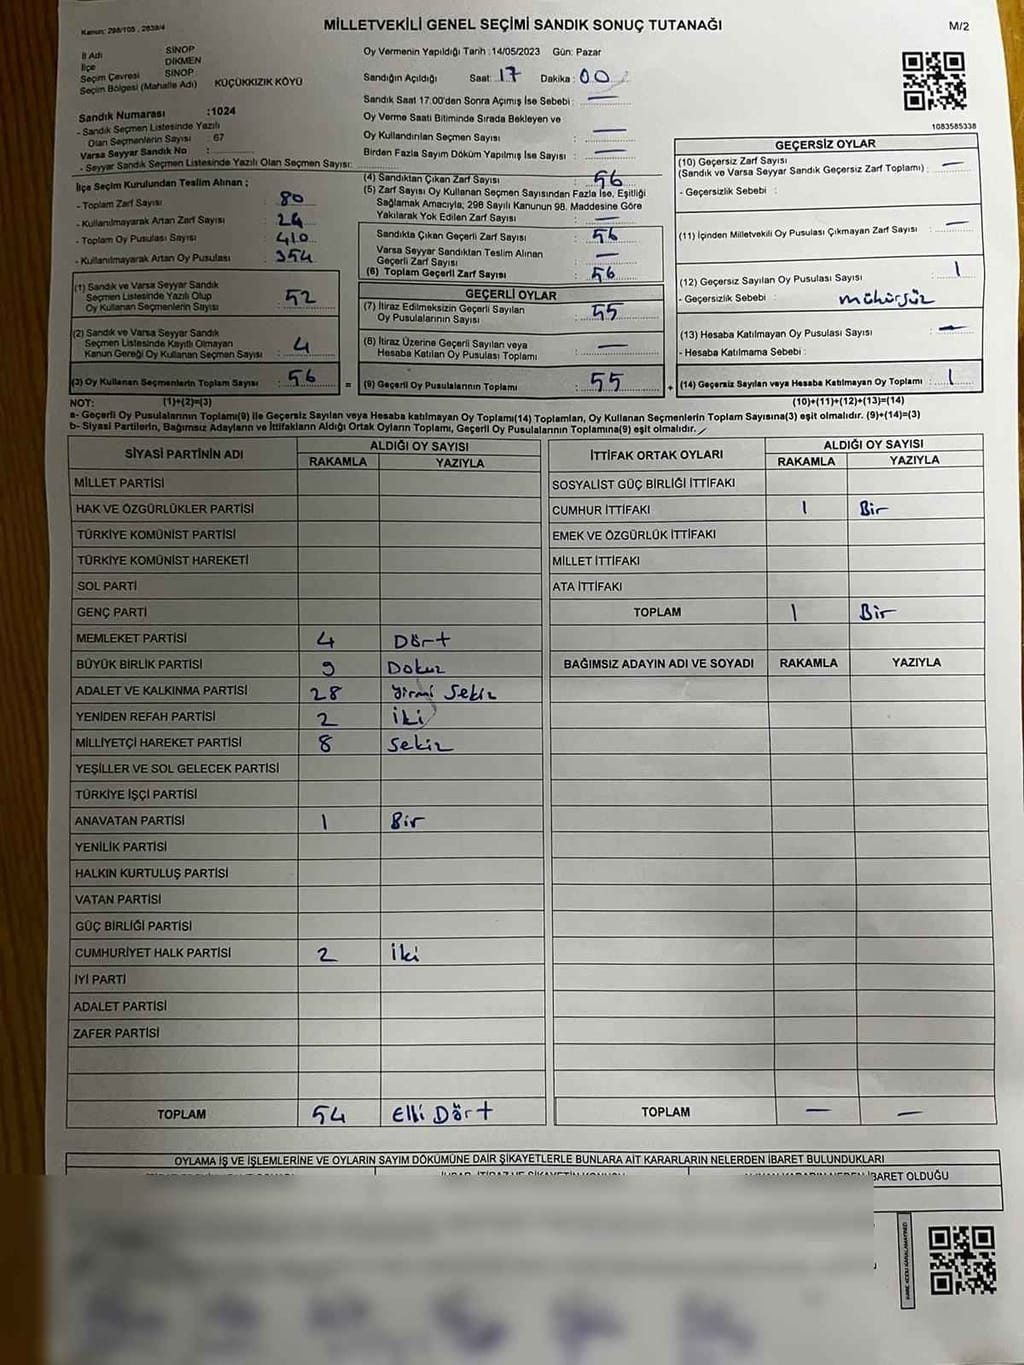 Kanun: 298/105 , 2839/4
MİLLETVEKİLİ GENEL SEÇİMİ SANDIK SONUÇ TUTANAĞI
M/2
İl Adı SİNOP
İlçe DİKMEN
Seçim Çevresi SİNOP
Seçim Bölgesi (Mahalle Adı) KÜÇÜKKIZIK KÖYÜ
Sandık Numarası :1024
- Sandık Seçmen Listesinde Yazılı
Olan Seçmenlerin Sayısı : 67
Varsa Seyyar Sandık No :
- Seyyar Sandık Seçmen Listesinde Yazılı Olan Seçmen Sayısı:
Oy Vermenin Yapıldığı Tarih :14/05/2023 Gün: Pazar
Sandığın Açıldığı Saat: 17 Dakika : 00
Sandık Saat 17:00'den Sonra Açımış İse Sebebi : —
Oy Verme Saati Bitiminde Sırada Bekleyen ve
Oy Kullandırılan Seçmen Sayısı : —
Birden Fazla Sayım Döküm Yapılmış İse Sayısı : —
1083585338
İlçe Seçim Kurulundan Teslim Alınan ;
- Toplam Zarf Sayısı : 80
- Kullanılmayarak Artan Zarf Sayısı : 24
- Toplam Oy Pusulası Sayısı : 410
- Kullanılmayarak Artan Oy Pusulası : 354
(1) Sandık ve Varsa Seyyar Sandık
Seçmen Listesinde Yazılı Olup
Oy Kullanan Seçmenlerin Sayısı : 52
(2) Sandık ve Varsa Seyyar Sandık
Seçmen Listesinde Kayıtlı Olmayan
Kanun Gereği Oy Kullanan Seçmen Sayısı : 4
(3) Oy Kullanan Seçmenlerin Toplam Sayısı : 56 =
(4) Sandıktan Çıkan Zarf Sayısı : 56
(5) Zarf Sayısı Oy Kullanan Seçmen Sayısından Fazla İse, Eşitliği
Sağlamak Amacıyla, 298 Sayılı Kanunun 98. Maddesine Göre
Yakılarak Yok Edilen Zarf Sayısı : —
Sandıkta Çıkan Geçerli Zarf Sayısı : 56
Varsa Seyyar Sandıktan Teslim Alınan
Geçerli Zarf Sayısı : —
(6) Toplam Geçerli Zarf Sayısı : 56
GEÇERLİ OYLAR
(7) İtiraz Edilmeksizin Geçerli Sayılan
Oy Pusulalarının Sayısı : 55
(8) İtiraz Üzerine Geçerli Sayılan veya
Hesaba Katılan Oy Pusulası Toplamı : —
(9) Geçerli Oy Pusulalarının Toplamı : 55 +
GEÇERSİZ OYLAR
(10) Geçersiz Zarf Sayısı
(Sandık ve Varsa Seyyar Sandık Geçersiz Zarf Toplamı) : —
- Geçersizlik Sebebi :
(11) İçinden Milletvekili Oy Pusulası Çıkmayan Zarf Sayısı : —
(12) Geçersiz Sayılan Oy Pusulası Sayısı : 1
- Geçersizlik Sebebi : mühürsüz
(13) Hesaba Katılmayan Oy Pusulası Sayısı : —
- Hesaba Katılmama Sebebi :
(14) Geçersiz Sayılan veya Hesaba Katılmayan Oy Toplamı : 1
NOT: (1)+(2)=(3)
(10)+(11)+(12)+(13)=(14)
a- Geçerli Oy Pusulalarının Toplamı(9) ile Geçersiz Sayılan veya Hesaba katılmayan Oy Toplamı(14) Toplamları, Oy Kullanan Seçmenlerin Toplam Sayısına(3) eşit olmalıdır. (9)+(14)=(3)
b- Siyasi Partilerin, Bağımsız Adayların ve İttifakların Aldığı Ortak Oyların Toplamı, Geçerli Oy Pusulalarının Toplamına(9) eşit olmalıdır.
SİYASİ PARTİNİN ADI ALDIĞI OY SAYISI
RAKAMLA YAZIYLA
MİLLET PARTİSİ
HAK VE ÖZGÜRLÜKLER PARTİSİ
TÜRKİYE KOMÜNİST PARTİSİ
TÜRKİYE KOMÜNİST HAREKETİ
SOL PARTİ
GENÇ PARTİ
MEMLEKET PARTİSİ 4 Dört
BÜYÜK BİRLİK PARTİSİ 9 Dokuz
ADALET VE KALKINMA PARTİSİ 28 Yirmi Sekiz
YENİDEN REFAH PARTİSİ 2 İki
MİLLİYETÇİ HAREKET PARTİSİ 8 Sekiz
YEŞİLLER VE SOL GELECEK PARTİSİ
TÜRKİYE İŞÇİ PARTİSİ
ANAVATAN PARTİSİ 1 Bir
YENİLİK PARTİSİ
HALKIN KURTULUŞ PARTİSİ
VATAN PARTİSİ
GÜÇ BİRLİĞİ PARTİSİ
CUMHURİYET HALK PARTİSİ 2 İki
İYİ PARTİ
ADALET PARTİSİ
ZAFER PARTİSİ
TOPLAM 54 Elli Dört
İTTİFAK ORTAK OYLARI ALDIĞI OY SAYISI
RAKAMLA YAZIYLA
SOSYALİST GÜÇ BİRLİĞİ İTTİFAKI
CUMHUR İTTİFAKI 1 Bir
EMEK VE ÖZGÜRLÜK İTTİFAKI
MİLLET İTTİFAKI
ATA İTTİFAKI
TOPLAM 1 Bir
BAĞIMSIZ ADAYIN ADI VE SOYADI RAKAMLA YAZIYLA
TOPLAM — —
OYLAMA İŞ VE İŞLEMLERİNE VE OYLARIN SAYIM DÖKÜMÜNE DAİR ŞİKAYETLERLE BUNLARA AİT KARARLARIN NELERDEN İBARET BULUNDUKLARI
İBARET OLDUĞU